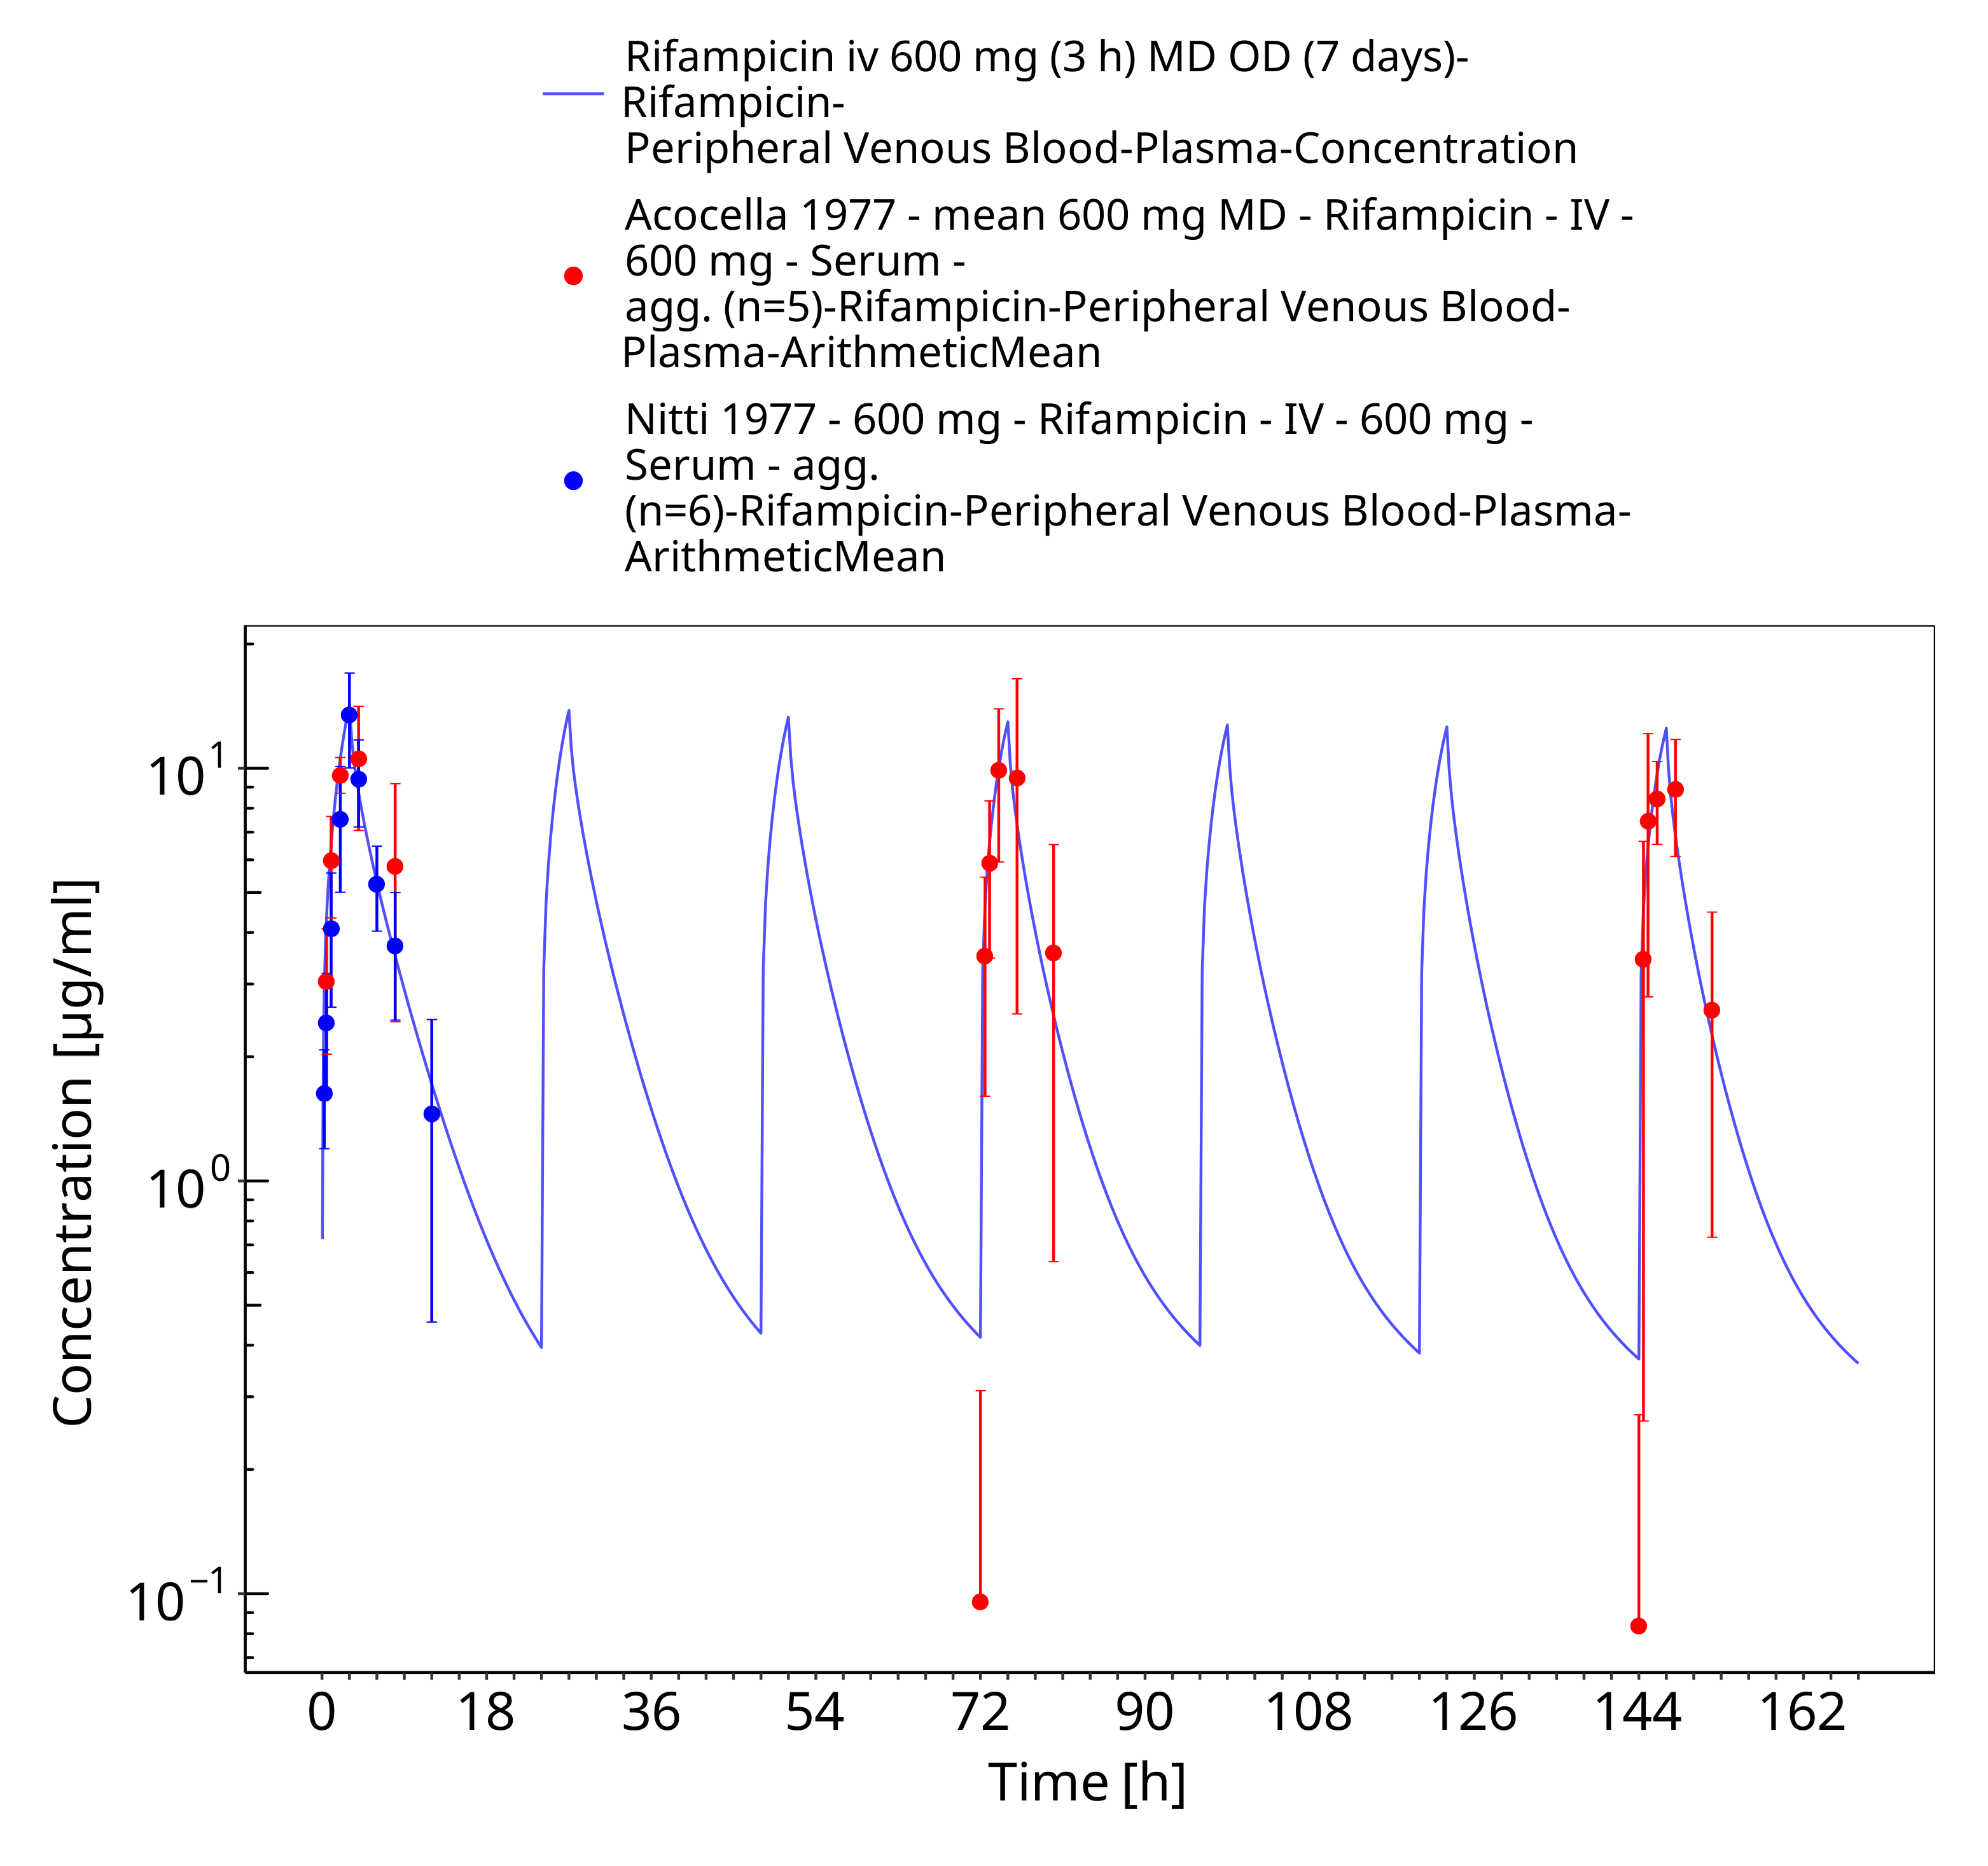 Rifampicin iv 600 mg (3 h) MD OD (7 days)-
Rifampicin-
Peripheral Venous Blood-Plasma-Concentration
Acocella 1977 - mean 600 mg MD - Rifampicin - IV -
600 mg - Serum -
agg. (n=5)-Rifampicin-Peripheral Venous Blood-
Plasma-ArithmeticMean
Nitti 1977 - 600 mg - Rifampicin - IV - 600 mg -
Serum - agg.
(n=6)-Rifampicin-Peripheral Venous Blood-Plasma-
ArithmeticMean
Concentration [µg/ml]
10^1
10^0
10^−1
0 18 36 54 72 90 108 126 144 162
Time [h]